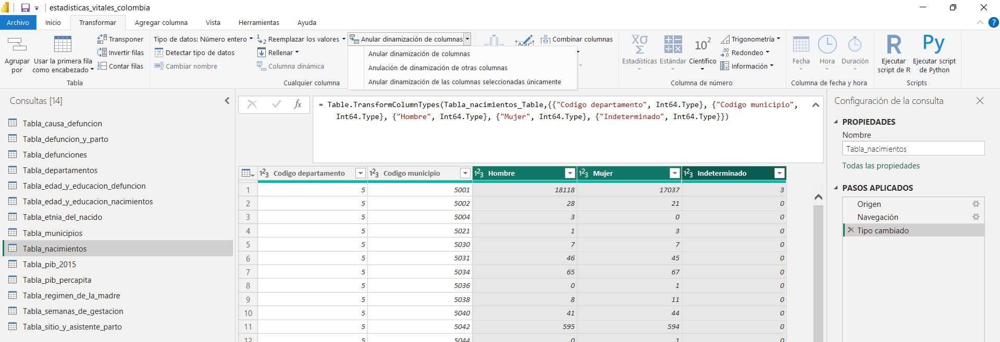 estadisticas_vitales_colombia
Archivo Inicio Transformar Agregar columna Vista Herramientas Ayuda
Agrupar por
Usar la primera fila como encabezado
Transponer
Invertir filas
Contar filas
Tabla
Tipo de datos: Número entero
Detectar tipo de datos
Cambiar nombre
1 2 Reemplazar los valores
Rellenar
Columna dinámica
Cualquier columna
Anular dinamización de columnas
Anular dinamización de columnas
Anulación de dinamización de otras columnas
Anular dinamización de las columnas seleccionadas únicamente
Combinar columnas
Estadísticas
Estándar
10² Científico
Trigonometría
.00 Redondeo
Información
Columna de número
Fecha
Hora
Duración
Columna de fecha y hora
R Ejecutar script de R
Py Ejecutar script de Python
Scripts
Consultas [14]
Tabla_causa_defuncion
Tabla_defuncion_y_parto
Tabla_defunciones
Tabla_departamentos
Tabla_edad_y_educacion_defuncion
Tabla_edad_y_educacion_nacimientos
Tabla_etnia_del_nacido
Tabla_municipios
Tabla_nacimientos
Tabla_pib_2015
Tabla_pib_percapita
Tabla_regimen_de_la_madre
Tabla_semanas_de_gestacion
Tabla_sitio_y_asistente_parto
fx
= Table.TransformColumnTypes(Tabla_nacimientos_Table,{{"Codigo departamento", Int64.Type}, {"Codigo municipio",
Int64.Type}, {"Hombre", Int64.Type}, {"Mujer", Int64.Type}, {"Indeterminado", Int64.Type}})
123 Codigo departamento 123 Codigo municipio 123 Hombre 123 Mujer 123 Indeterminado
1 5 5001 18118 17037 3
2 5 5002 28 21 0
3 5 5004 3 0 0
4 5 5021 1 3 0
5 5 5030 7 7 0
6 5 5031 46 45 0
7 5 5034 65 67 0
8 5 5036 0 1 0
9 5 5038 8 11 0
10 5 5040 41 44 0
11 5 5042 595 594 0
12 5 5044 0 1 0
Configuración de la consulta
PROPIEDADES
Nombre
Tabla_nacimientos
Todas las propiedades
PASOS APLICADOS
Origen
Navegación
Tipo cambiado